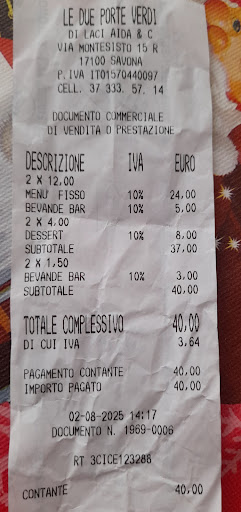 LE DUE PORTE VERDI
DI LACI AIDA & C
VIA MONTESISTO 15 R
17100 SAVONA
P.IVA IT01570440097
CELL. 37 333. 57. 14
DOCUMENTO COMMERCIALE
DI VENDITA O PRESTAZIONE
DESCRIZIONE IVA EURO
2 X 12,00
MENU FISSO 10% 24,00
BEVANDE BAR 10% 5,00
2 X 4,00
DESSERT 10% 8,00
SUBTOTALE 37,00
2 X 1,50
BEVANDE BAR 10% 3,00
SUBTOTALE 40,00
TOTALE COMPLESSIVO 40,00
DI CUI IVA 3,64
PAGAMENTO CONTANTE 40,00
IMPORTO PAGATO 40,00
02-08-2025 14:17
DOCUMENTO N. 1969-0006
RT 3CICE123288
CONTANTE 40,00